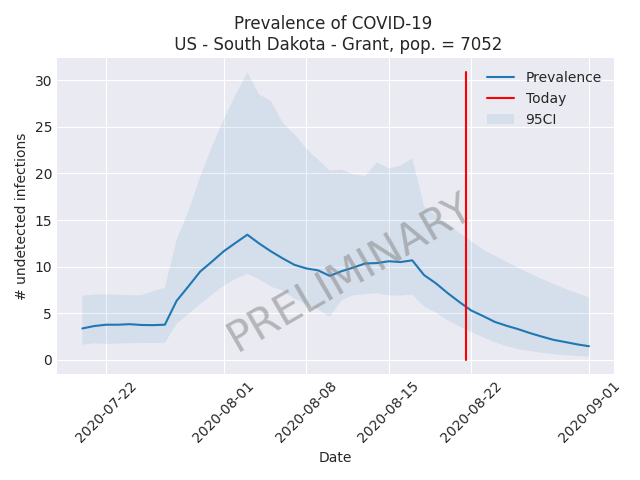 Prevalence of COVID-19
US - South Dakota - Grant, pop. = 7052
Prevalence
Today
95CI
30
25
20
15
10
5
0
# undetected infections
PRELIMINARY
2020-07-22
2020-08-01
2020-08-08
2020-08-15
2020-08-22
2020-09-01
Date